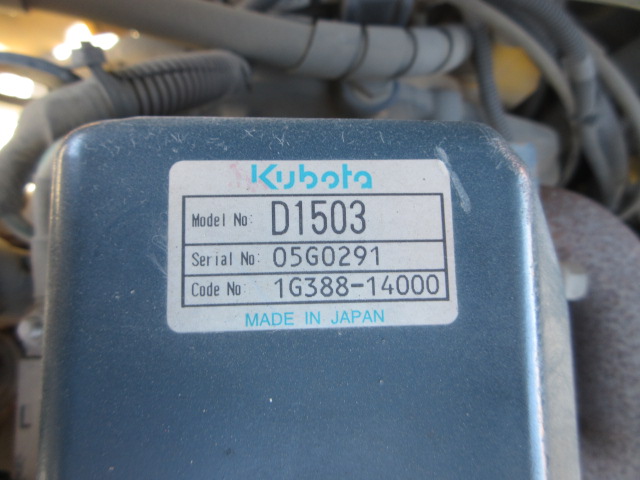 Kubota
Model No: D1503
Serial No: 05G0291
Code No: 1G388-14000
MADE IN JAPAN